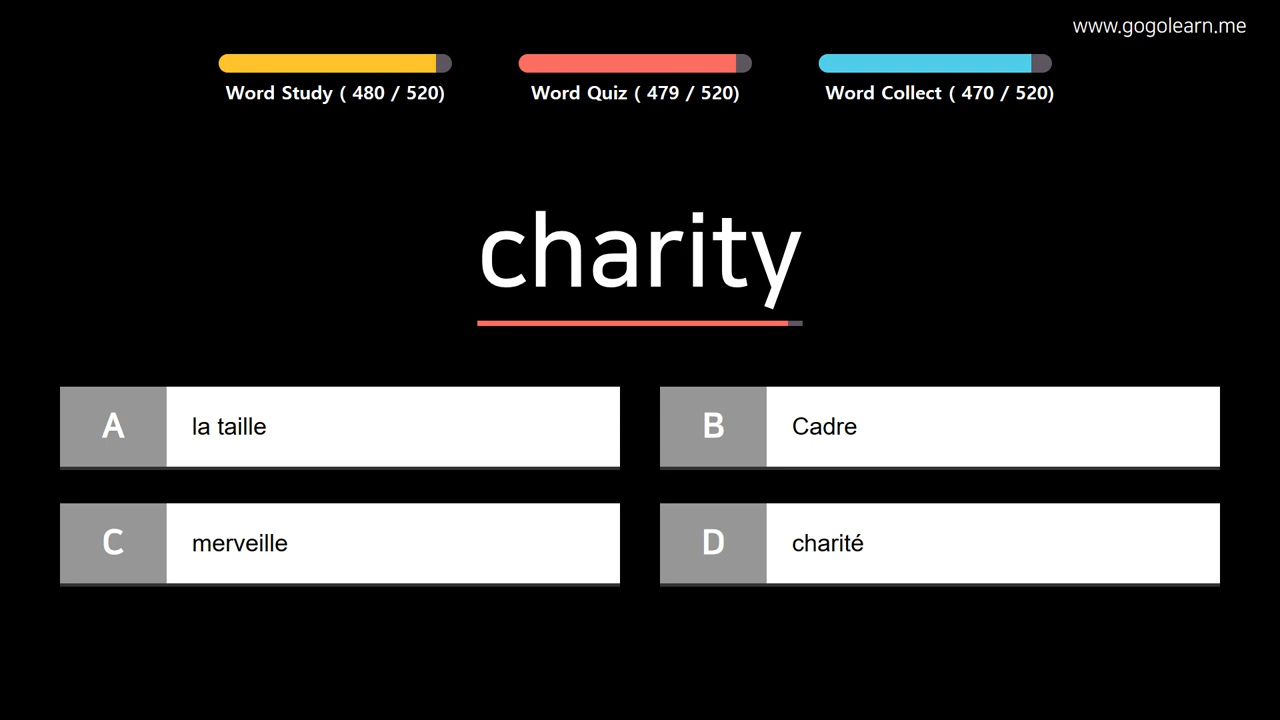 www.gogolearn.me
Word Study ( 480 / 520)
Word Quiz ( 479 / 520)
Word Collect ( 470 / 520)
charity
A la taille
B Cadre
C merveille
D charité